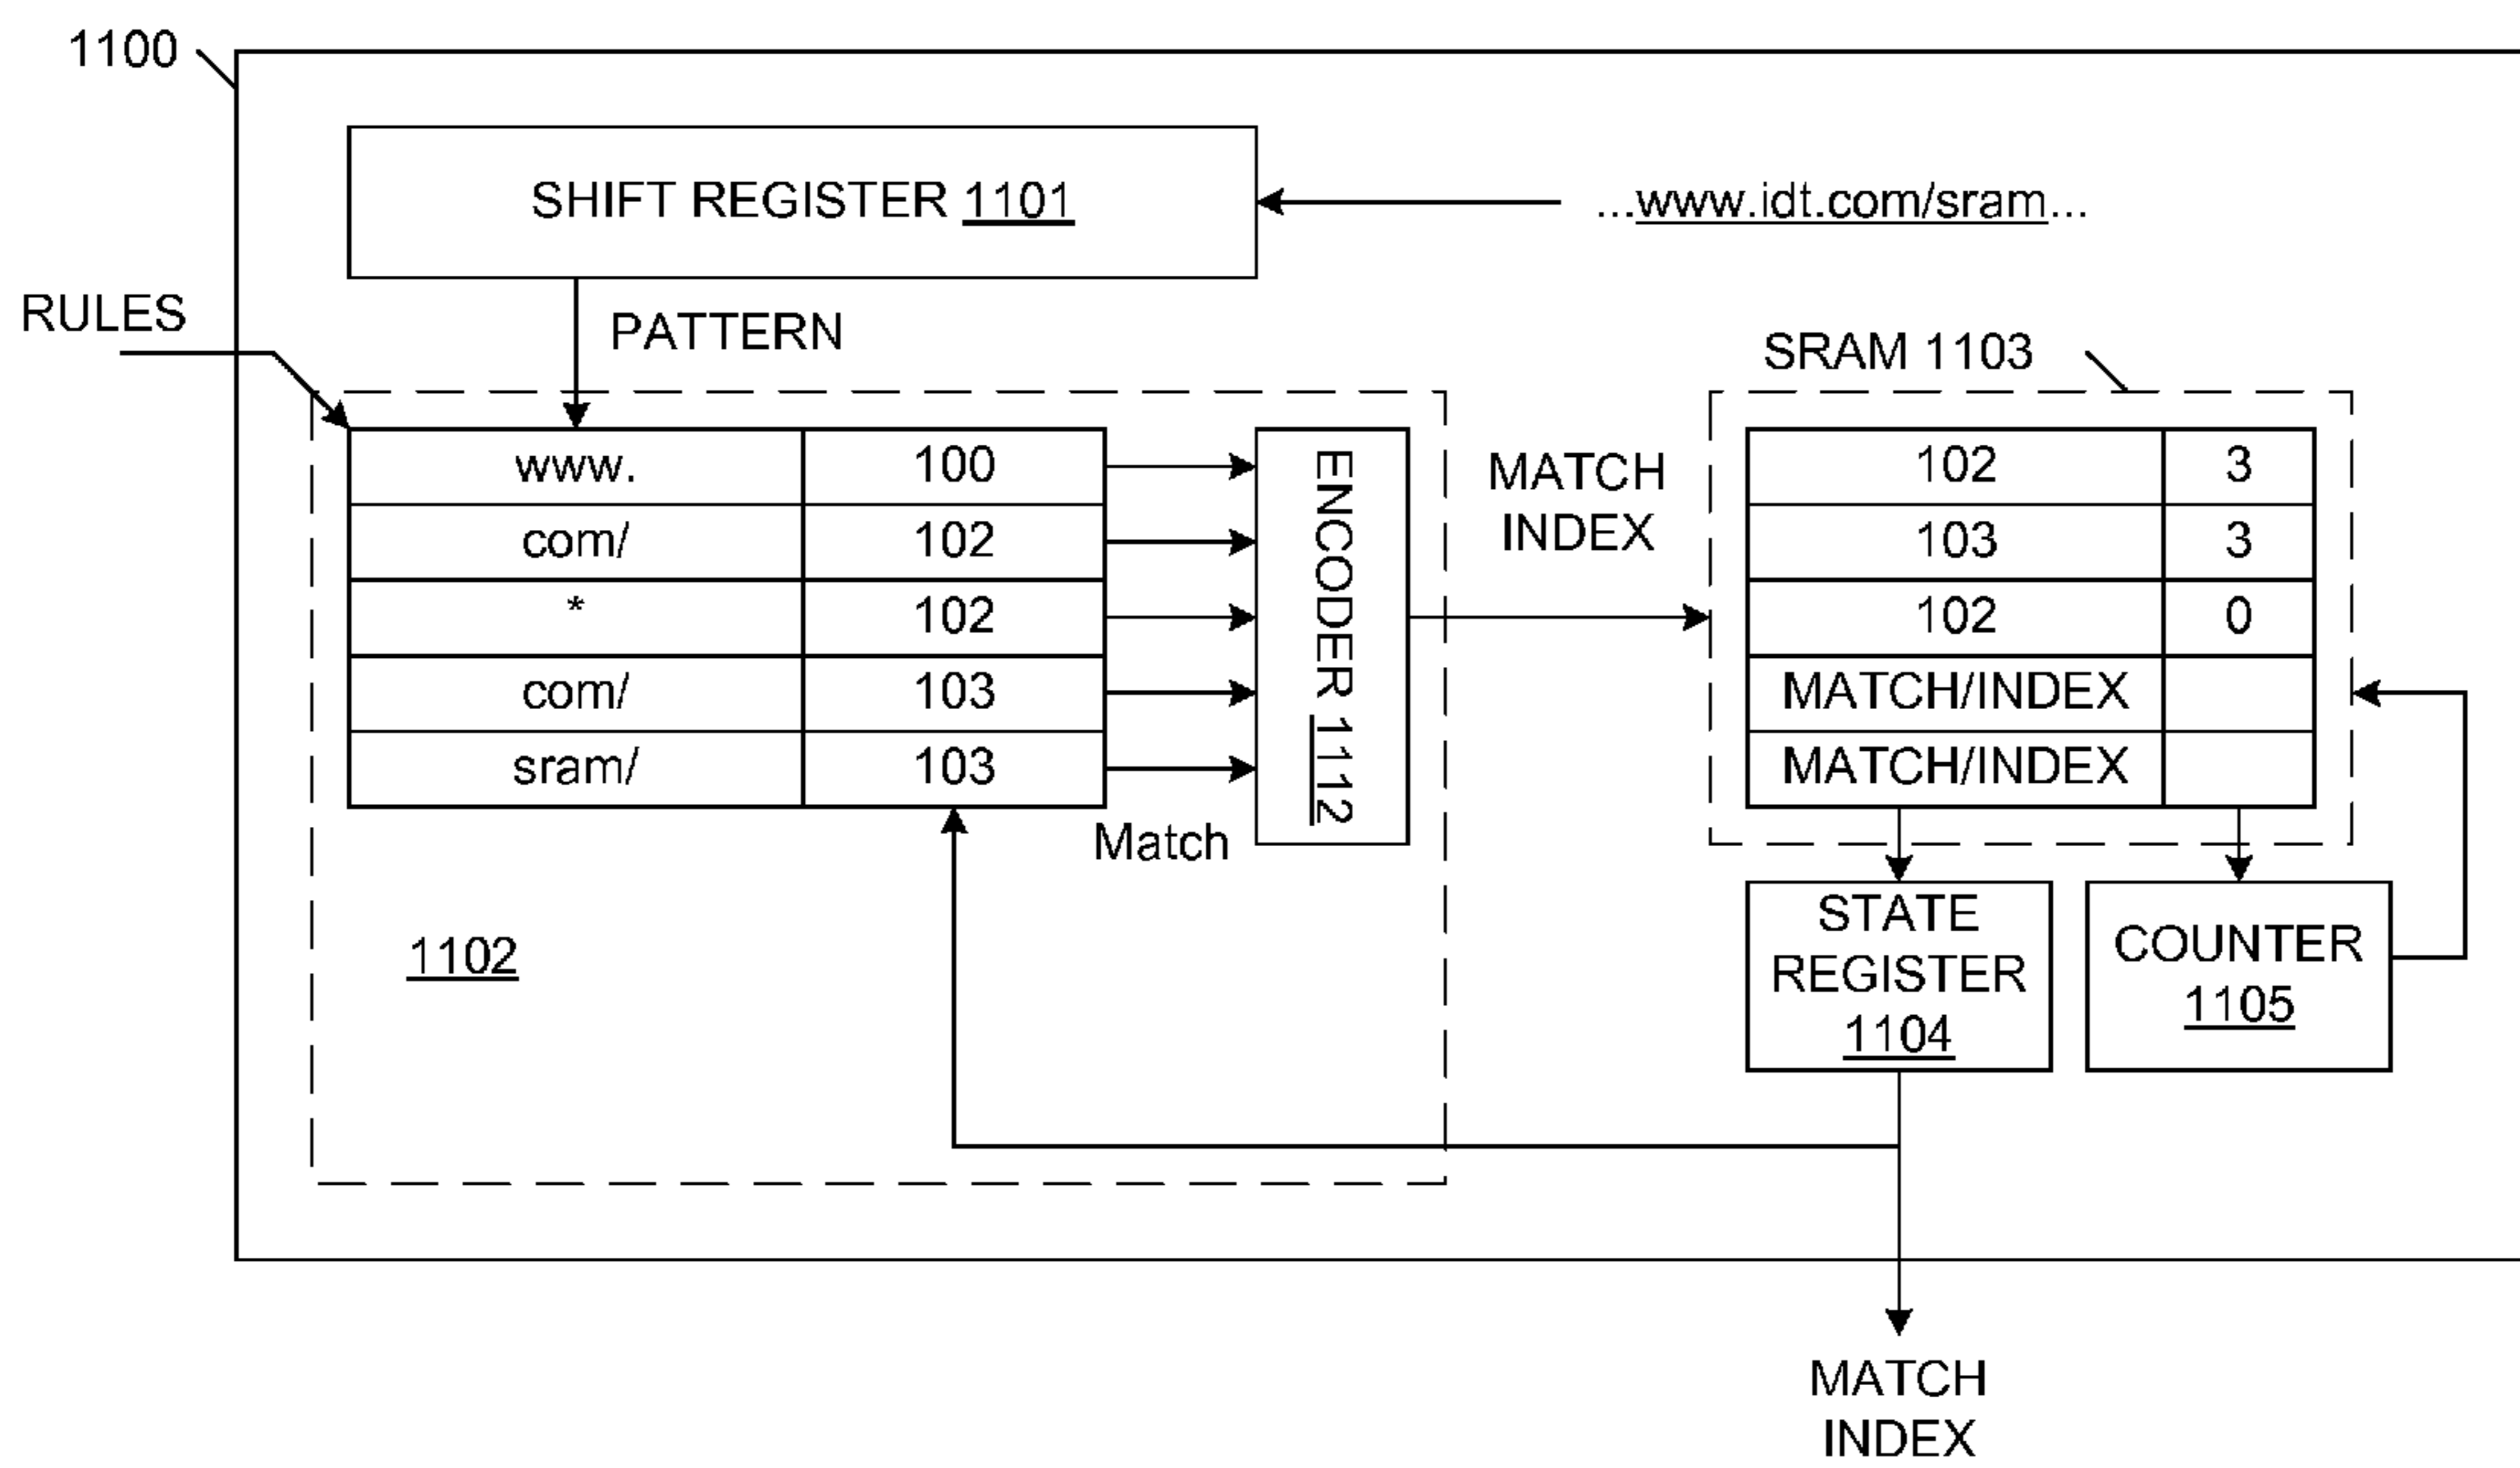 1100
SHIFT REGISTER 1101
...www.idt.com/sram...
RULES
PATTERN
SRAM 1103
www. 100
com/ 102
* 102
com/ 103
sram/ 103
Match
ENCODER 1112
MATCH
INDEX
102 3
103 3
102 0
MATCH/INDEX
MATCH/INDEX
1102
STATE
REGISTER
1104
COUNTER
1105
MATCH
INDEX